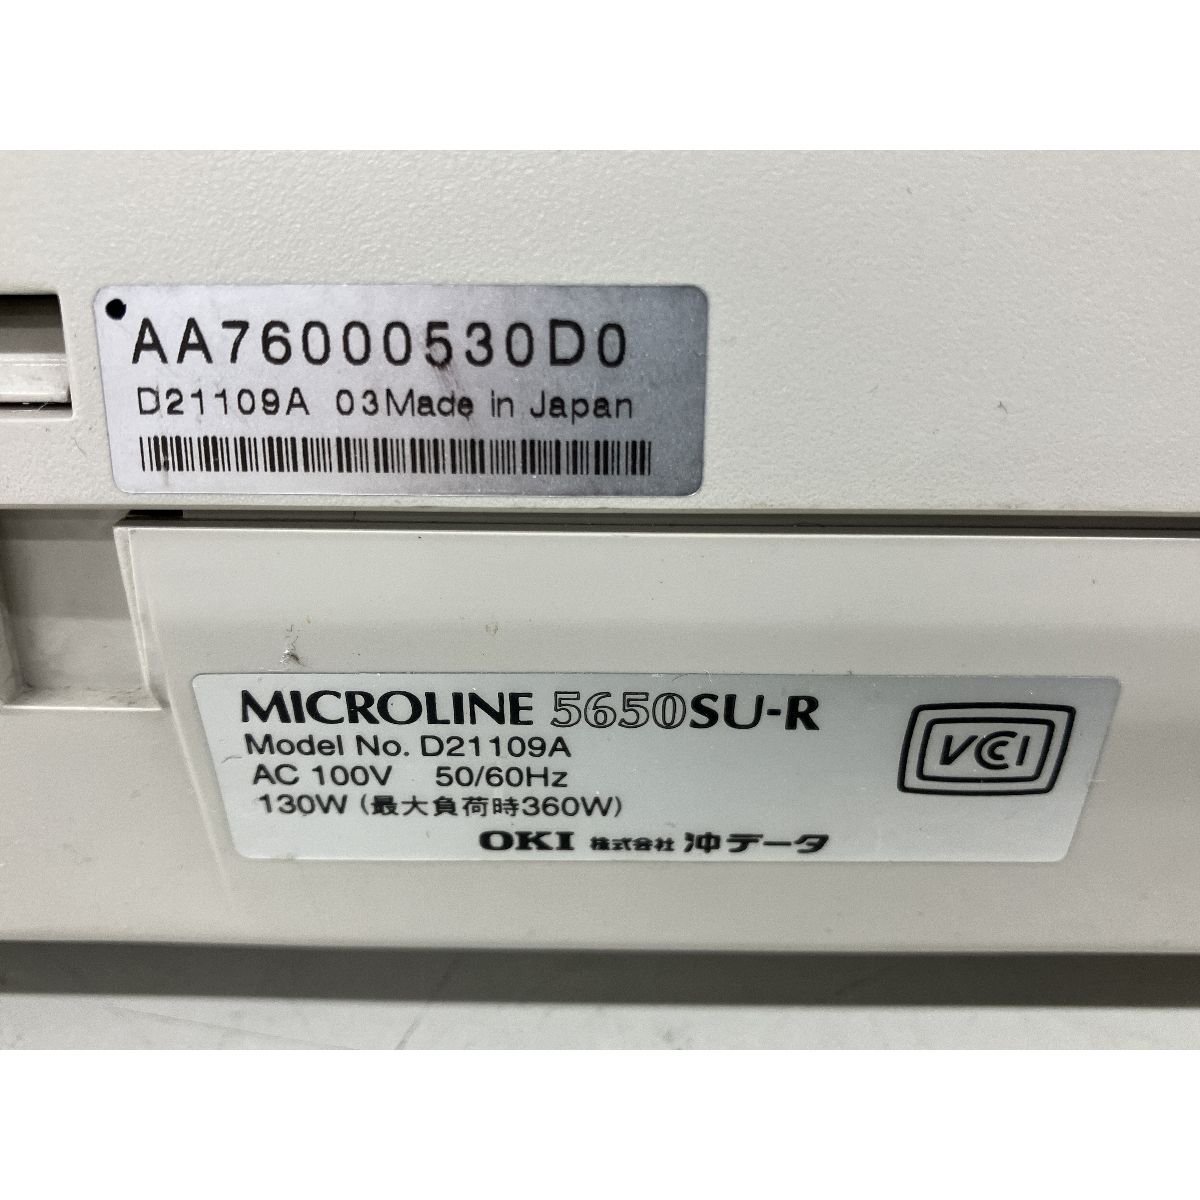 AA76000530D0
D21109A 03Made in Japan
MICROLINE 5650SU-R
Model No. D21109A
AC 100V 50/60Hz
130W (最大負荷時360W)
OKI 株式会社 沖データ
VCCI